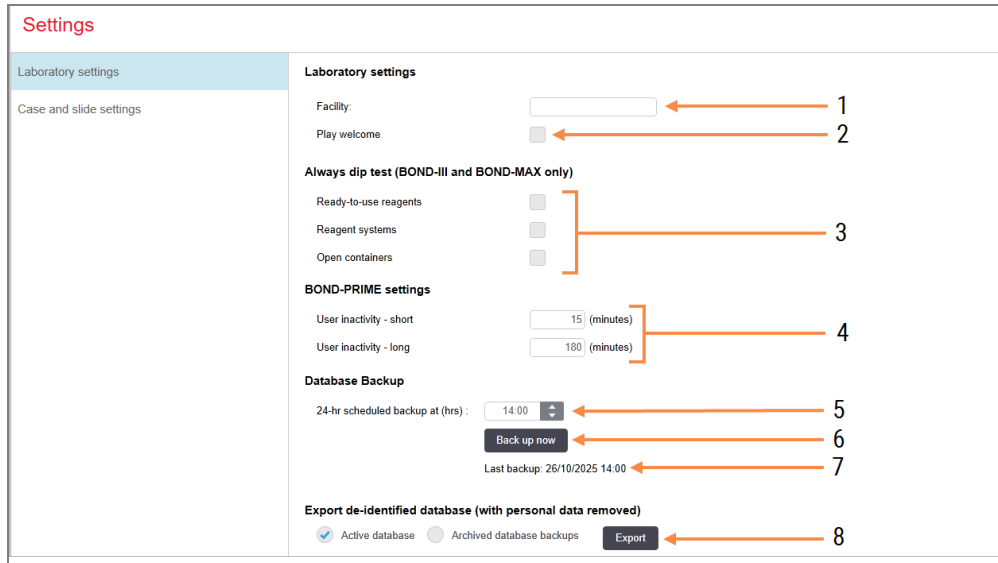 Settings
Laboratory settings
Case and slide settings
Laboratory settings
Facility: 1
Play welcome 2
Always dip test (BOND-III and BOND-MAX only)
Ready-to-use reagents
Reagent systems 3
Open containers
BOND-PRIME settings
User inactivity - short 15 (minutes)
4
User inactivity - long 180 (minutes)
Database Backup
24-hr scheduled backup at (hrs) : 14:00 5
Back up now 6
Last backup: 26/10/2025 14:00 7
Export de-identified database (with personal data removed)
Active database Archived database backups Export 8